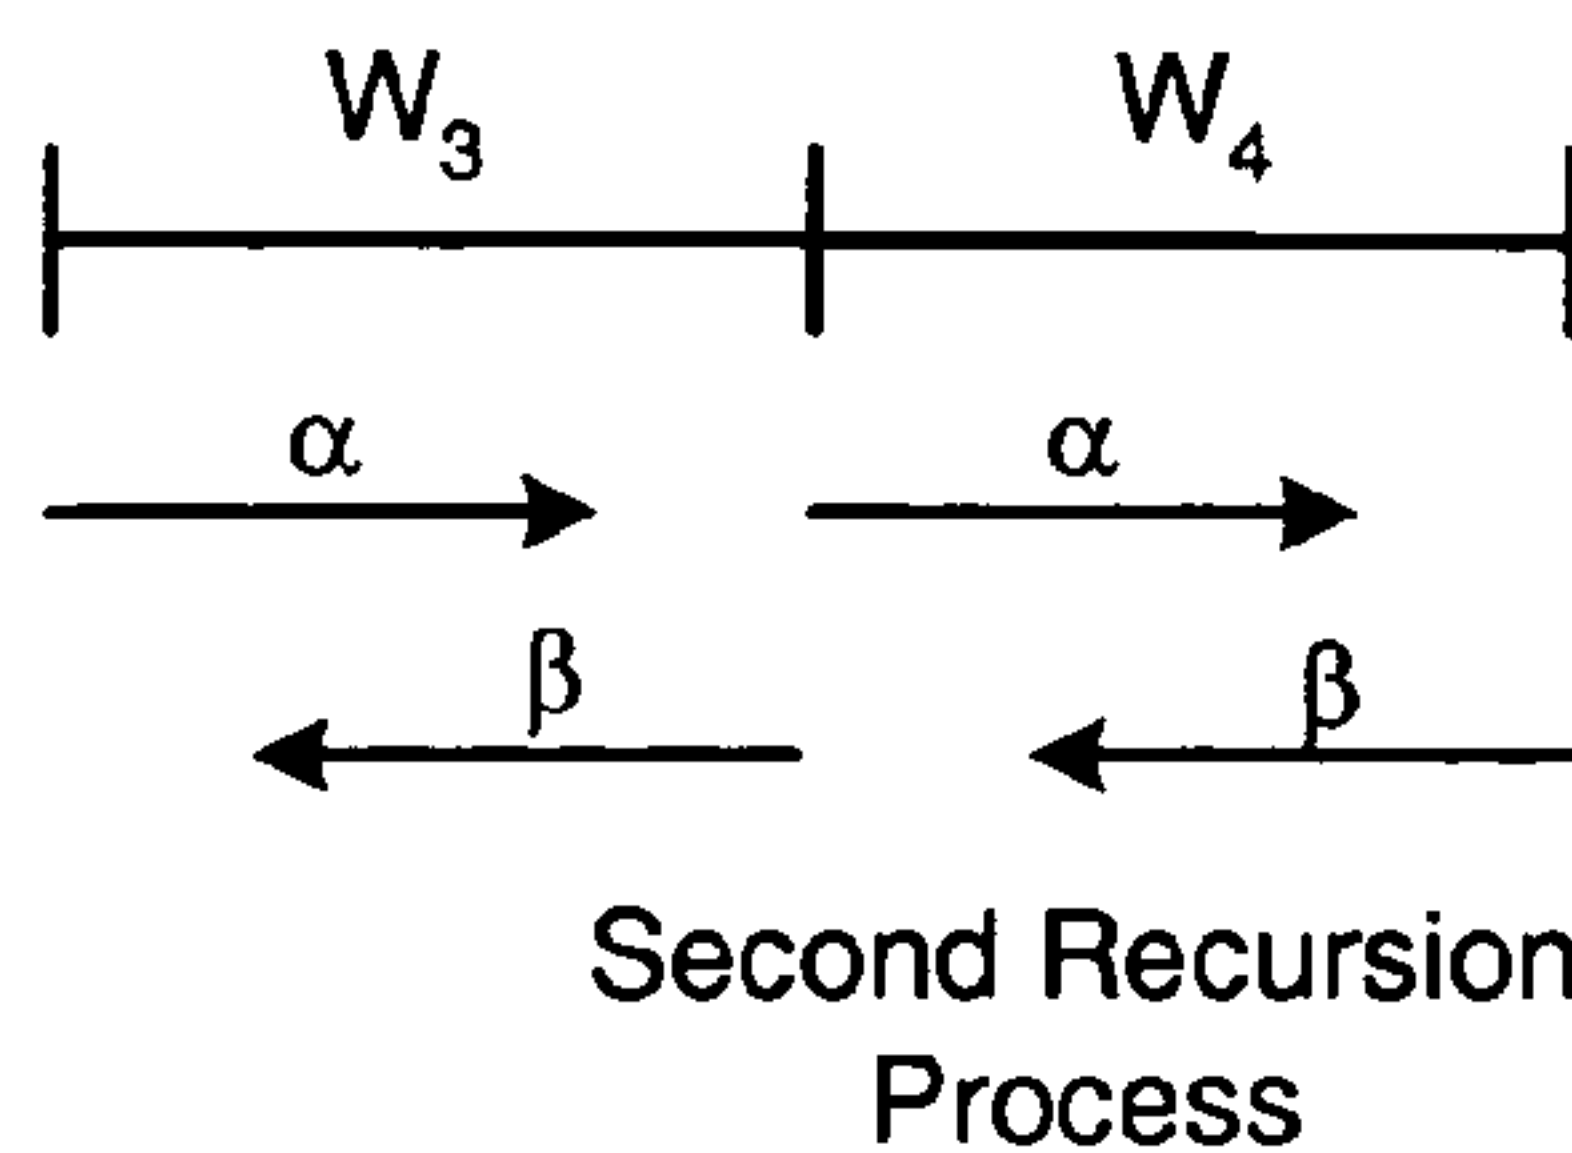 W₃ W₄
α α
β β
Second Recursion
Process